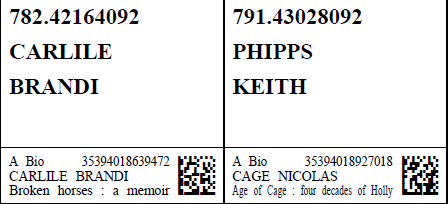 782.42164092
CARLILE
BRANDI
A Bio 35394018639472
CARLILE BRANDI
Broken horses : a memoir
791.43028092
PHIPPS
KEITH
A Bio 35394018927018
CAGE NICOLAS
Age of Cage : four decades of Holly